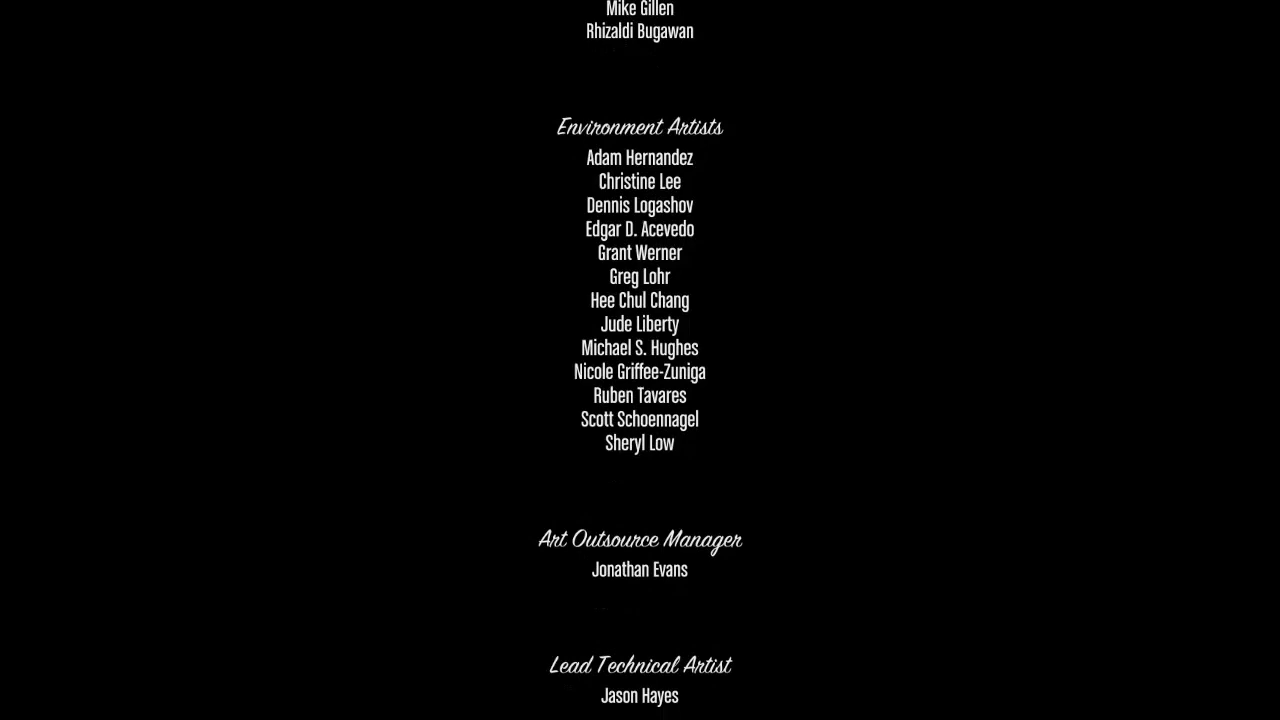 Mike Gillen
Rhizaldi Bugawan
Environment Artists
Adam Hernandez
Christine Lee
Dennis Logashov
Edgar D. Acevedo
Grant Werner
Greg Lohr
Hee Chul Chang
Jude Liberty
Michael S. Hughes
Nicole Griffee-Zuniga
Ruben Tavares
Scott Schoennagel
Sheryl Low
Art Outsource Manager
Jonathan Evans
Lead Technical Artist
Jason Hayes